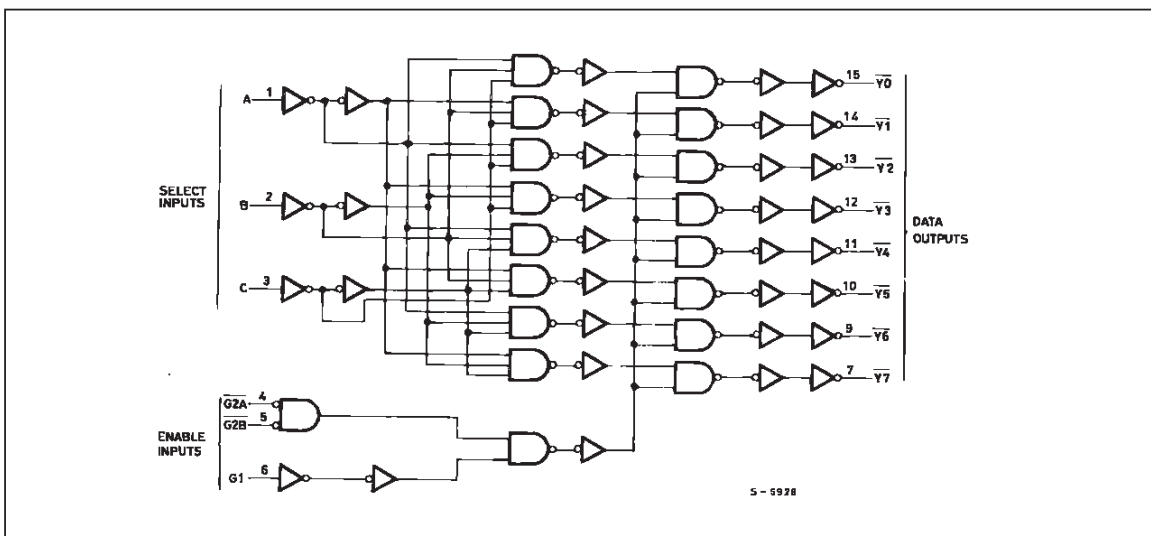 A 1
B 2
C 3
SELECT
INPUTS
G2A 4
G2B 5
ENABLE
INPUTS
G1 6
15 Y0
14 Y1
13 Y2
12 Y3
11 Y4
10 Y5
9 Y6
7 Y7
DATA
OUTPUTS
S-5928